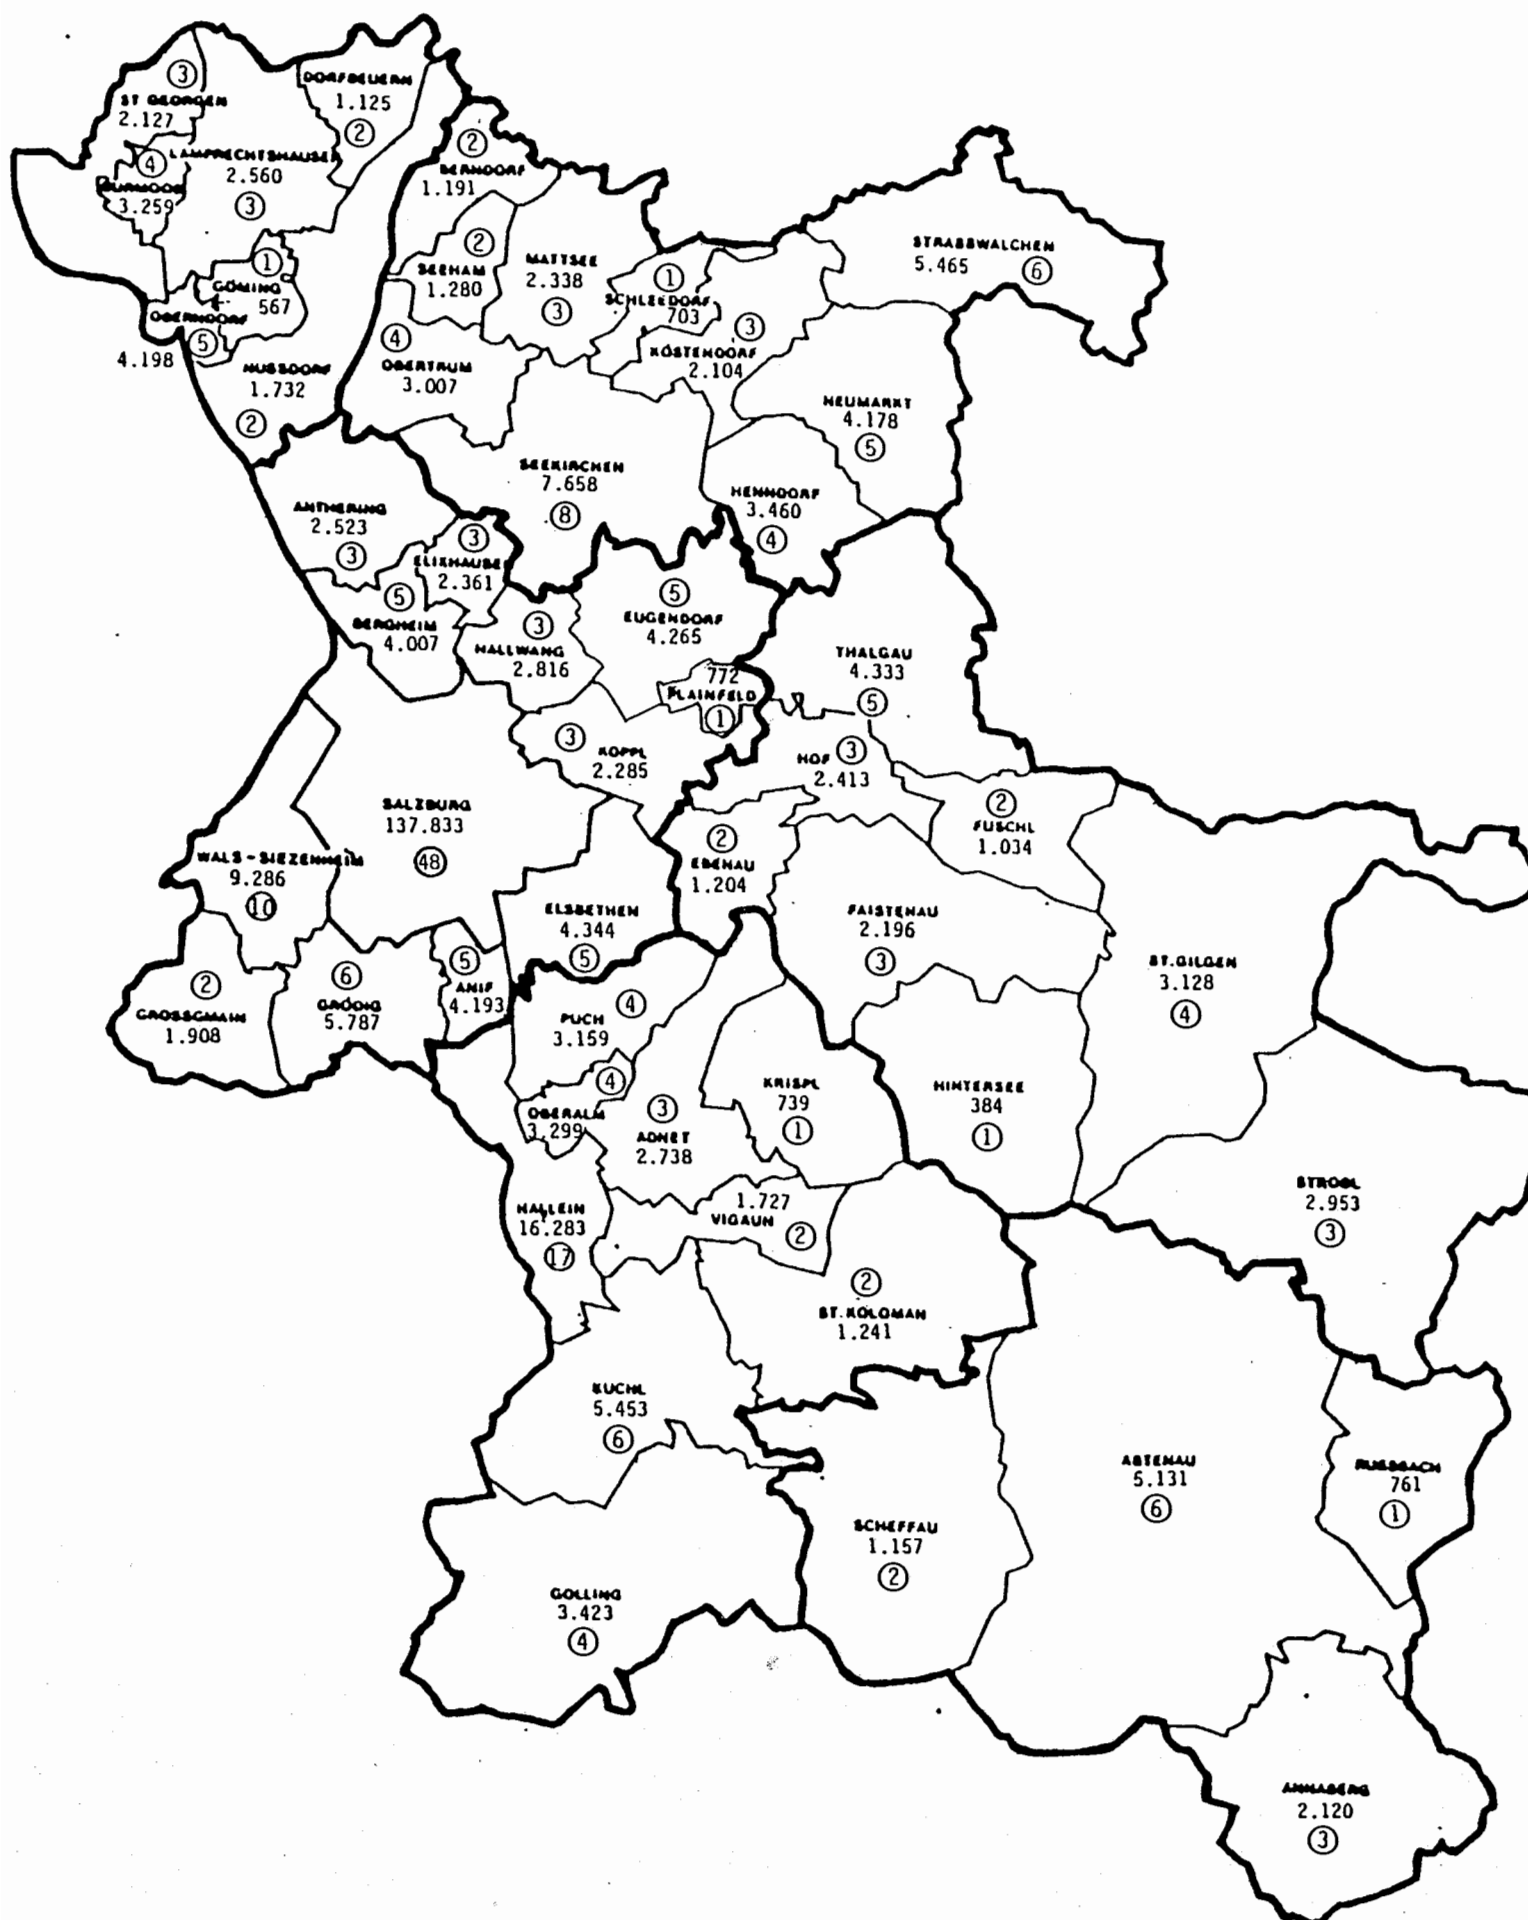 3
ST GEORGEN
2.127
DORFBEUERN
1.125
2
4
LAMPRECHTSHAUSEN
2.560
3
BÜRMOOS
3.259
1
GÖMING
567
OBERNDORF
5
4.198
NUSSDORF
1.732
2
2
BERNDORF
1.191
2
SEEHAM
1.280
MATTSEE
2.338
3
1
SCHLEEDORF
703
3
KÖSTENDORF
2.104
STRASSWALCHEN
5.465
6
4
OBERTRUM
3.007
NEUMARKT
4.178
5
SEEKIRCHEN
7.658
8
HENNDORF
3.460
4
ANTHERING
2.523
3
3
ELIXHAUSE
2.361
5
BERGHEIM
4.007
3
HALLWANG
2.816
5
EUGENDORF
4.265
772
PLAINFELD
1
THALGAU
4.333
5
3
KOPPL
2.285
HOF
3
2.413
2
FUSCHL
1.034
SALZBURG
137.833
48
WALS-SIEZENHEIM
9.286
10
2
EBENAU
1.204
ELSBETHEN
4.344
5
FAISTENAU
2.196
3
ST.GILGEN
3.128
4
2
GROSSGMAIN
1.908
6
GRÖDIG
5.787
5
ANIF
4.193
4
PUCH
3.159
4
OBERALM
3.299
3
ADNET
2.738
KRISPL
739
1
HINTERSEE
384
1
STROBL
2.953
3
HALLEIN
16.283
17
1.727
VIGAUN
2
2
ST.KOLOMAN
1.241
KUCHL
5.453
6
ABTENAU
5.131
6
RUSSBACH
761
1
SCHEFFAU
1.157
2
GOLLING
3.423
4
ANNABERG
2.120
3